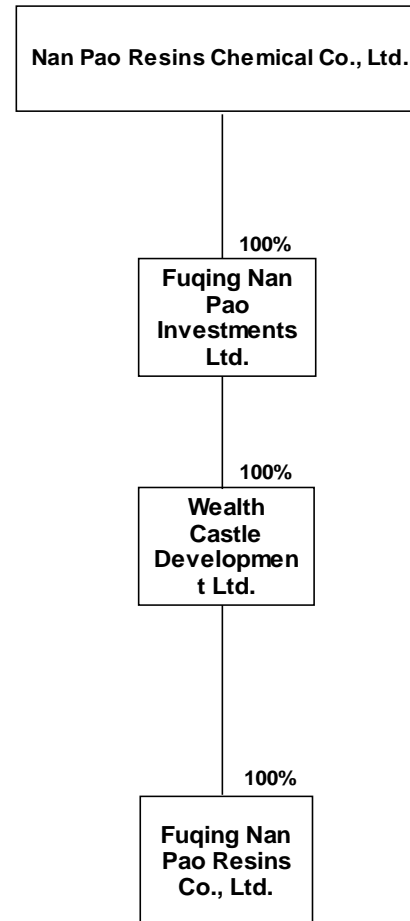 Nan Pao Resins Chemical Co., Ltd.
100%
Fuqing Nan
Pao
Investments
Ltd.
100%
Wealth
Castle
Developmen
t Ltd.
100%
Fuqing Nan
Pao Resins
Co., Ltd.